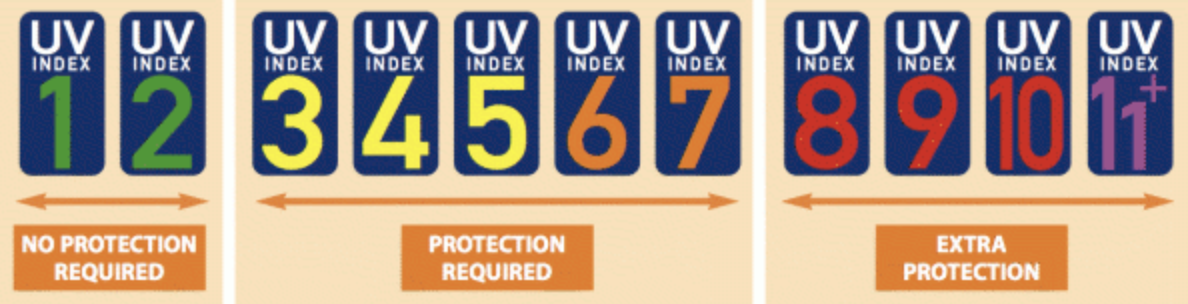 UV
INDEX
1
UV
INDEX
2
UV
INDEX
3
UV
INDEX
4
UV
INDEX
5
UV
INDEX
6
UV
INDEX
7
UV
INDEX
8
UV
INDEX
9
UV
INDEX
10
UV
INDEX
11+
NO PROTECTION
REQUIRED
PROTECTION
REQUIRED
EXTRA
PROTECTION